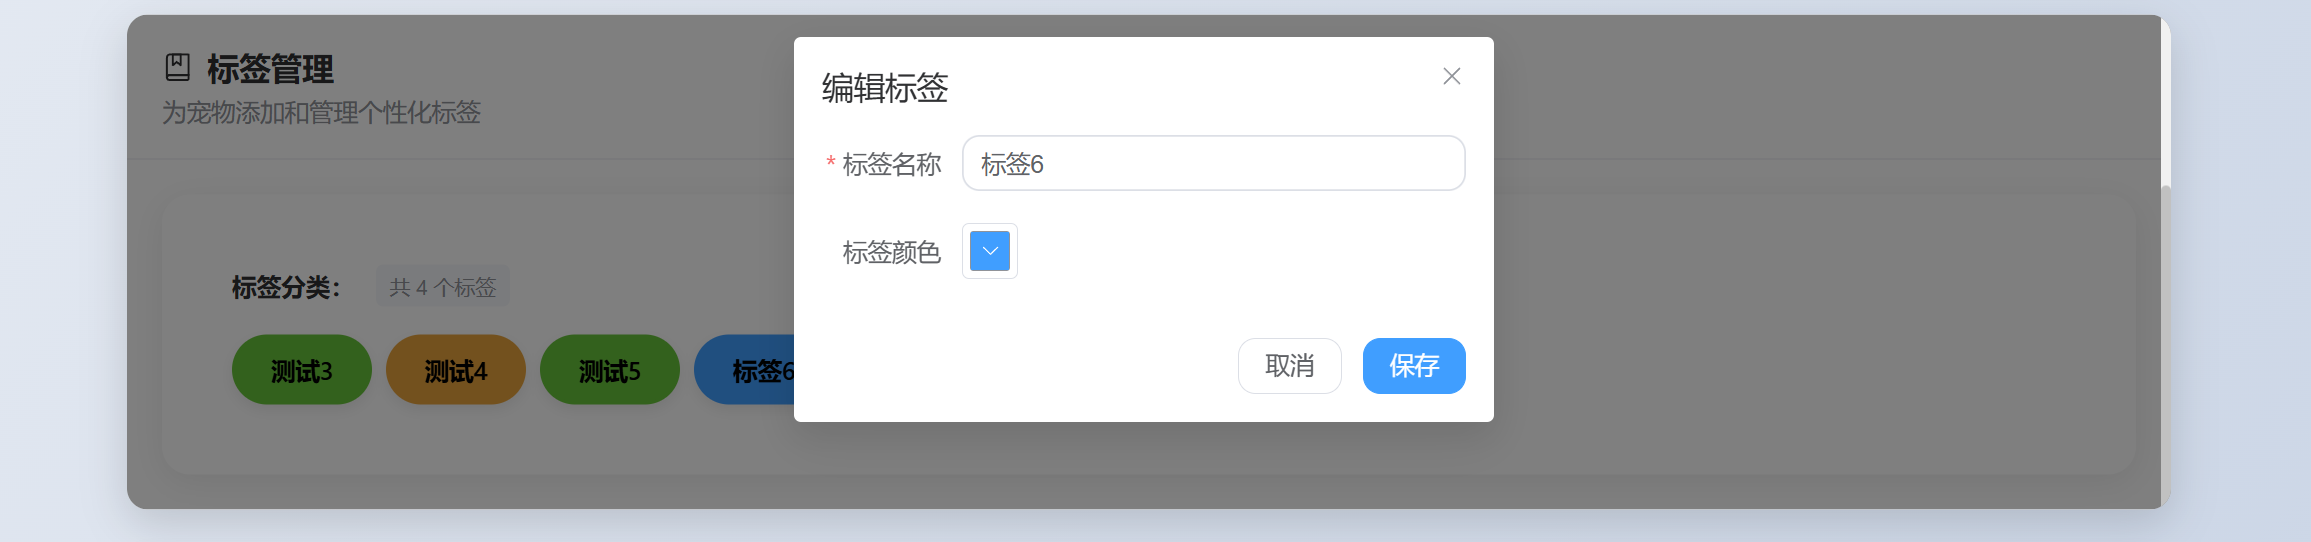 标签管理
为宠物添加和管理个性化标签
编辑标签
* 标签名称 标签6
标签颜色
标签分类： 共 4 个标签
测试3 测试4 测试5 标签6
取消 保存